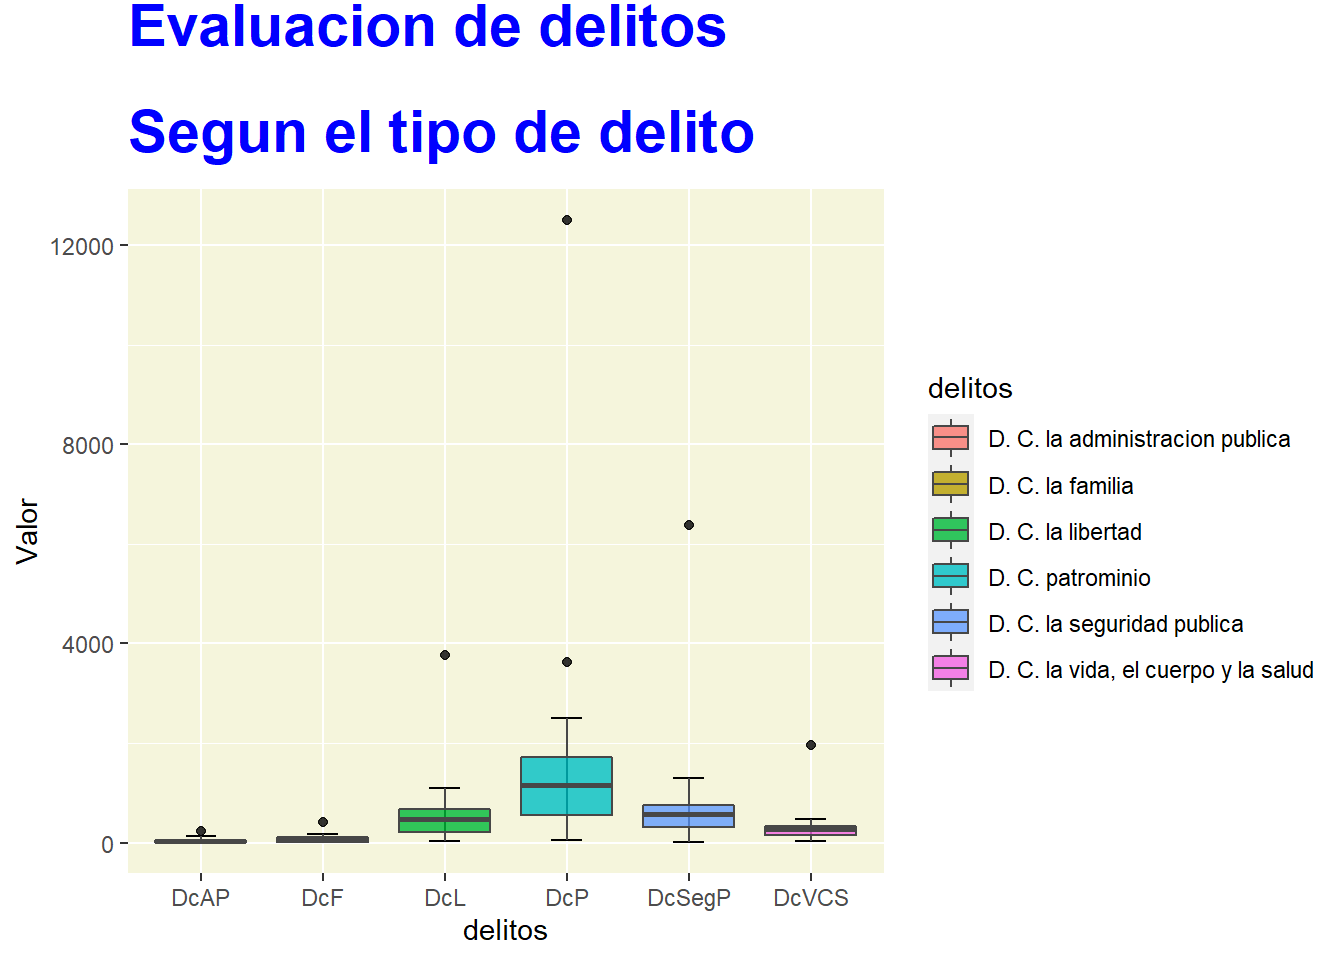 Evaluacion de delitos
Segun el tipo de delito
12000
8000
4000
0
Valor
DcAP DcF DcL DcP DcSegP DcVCS
delitos
delitos
D. C. la administracion publica
D. C. la familia
D. C. la libertad
D. C. patrominio
D. C. la seguridad publica
D. C. la vida, el cuerpo y la salud